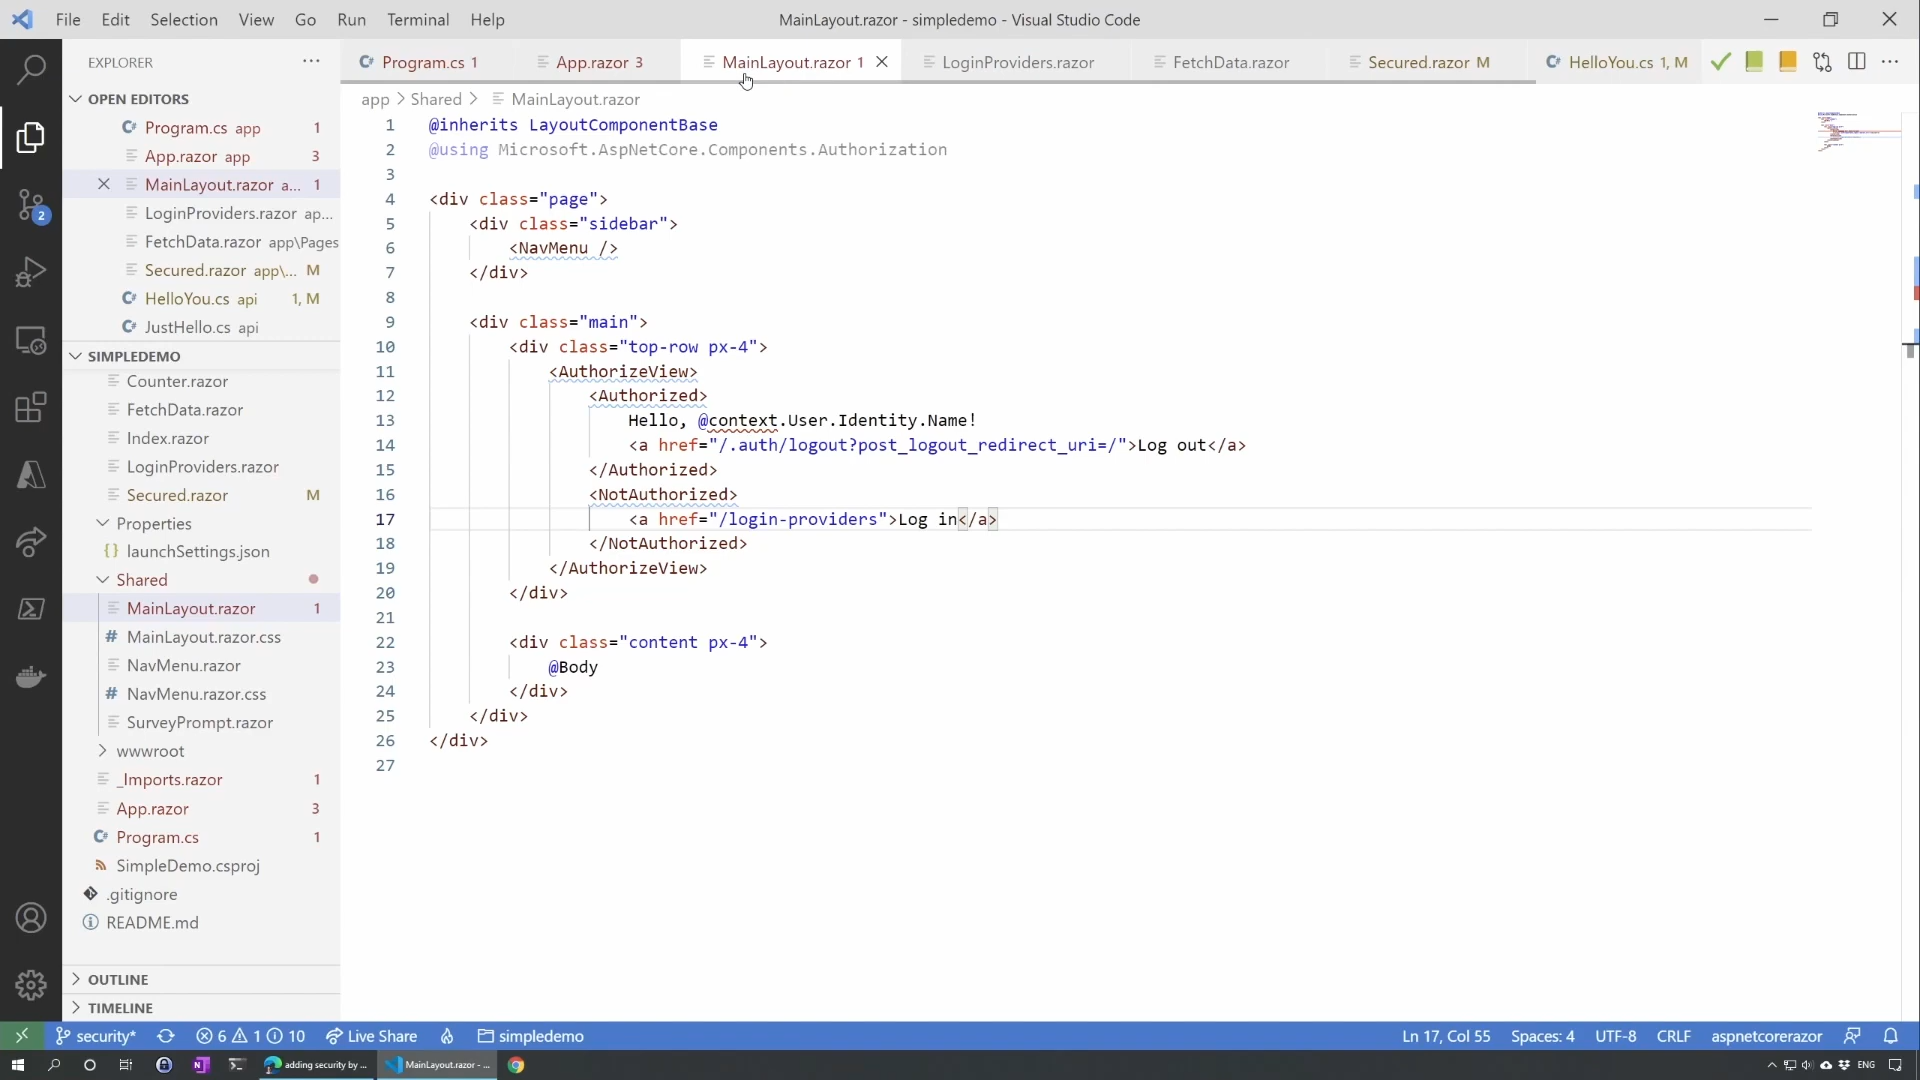 File Edit Selection View Go Run Terminal Help
MainLayout.razor - simpledemo - Visual Studio Code
EXPLORER
Program.cs 1
App.razor 3
MainLayout.razor 1
LoginProviders.razor
FetchData.razor
Secured.razor M
HelloYou.cs 1, M
OPEN EDITORS
Program.cs app 1
App.razor app 3
MainLayout.razor a... 1
LoginProviders.razor ap...
FetchData.razor app\Pages
Secured.razor app\... M
HelloYou.cs api 1, M
JustHello.cs api
SIMPLEDEMO
Counter.razor
FetchData.razor
Index.razor
LoginProviders.razor
Secured.razor M
Properties
launchSettings.json
Shared
MainLayout.razor 1
MainLayout.razor.css
NavMenu.razor
NavMenu.razor.css
SurveyPrompt.razor
wwwroot
_Imports.razor 1
App.razor 3
Program.cs 1
SimpleDemo.csproj
.gitignore
README.md
OUTLINE
TIMELINE
app > Shared > MainLayout.razor
1 @inherits LayoutComponentBase
2 @using Microsoft.AspNetCore.Components.Authorization
3
4 <div class="page">
5 <div class="sidebar">
6 <NavMenu />
7 </div>
8
9 <div class="main">
10 <div class="top-row px-4">
11 <AuthorizeView>
12 <Authorized>
13 Hello, @context.User.Identity.Name!
14 <a href="/.auth/logout?post_logout_redirect_uri=/">Log out</a>
15 </Authorized>
16 <NotAuthorized>
17 <a href="/login-providers">Log in</a>
18 </NotAuthorized>
19 </AuthorizeView>
20 </div>
21
22 <div class="content px-4">
23 @Body
24 </div>
25 </div>
26 </div>
27
2
security* 6 1 10 Live Share simpledemo
Ln 17, Col 55 Spaces: 4 UTF-8 CRLF aspnetcorerazor
adding security by ...
MainLayout.razor - ...
ENG